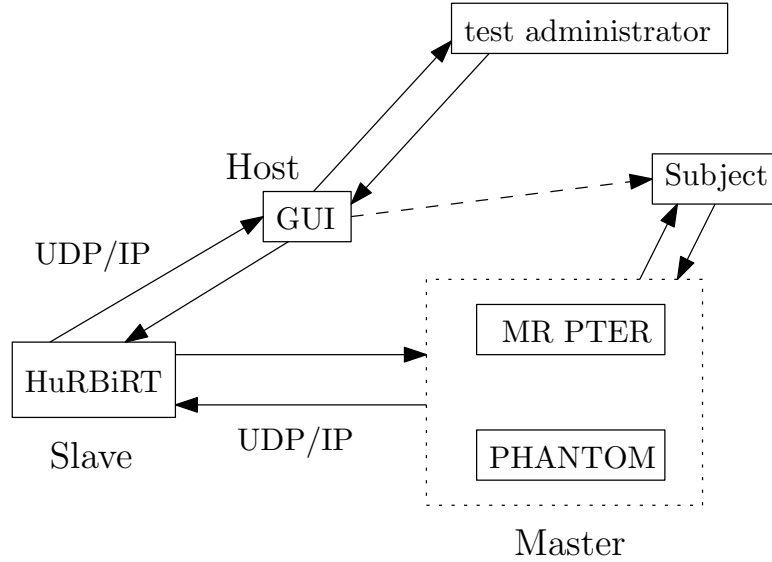 test administrator
Host
Subject
GUI
UDP/IP
MR PTER
HuRBiRT
UDP/IP
Slave
PHANTOM
Master